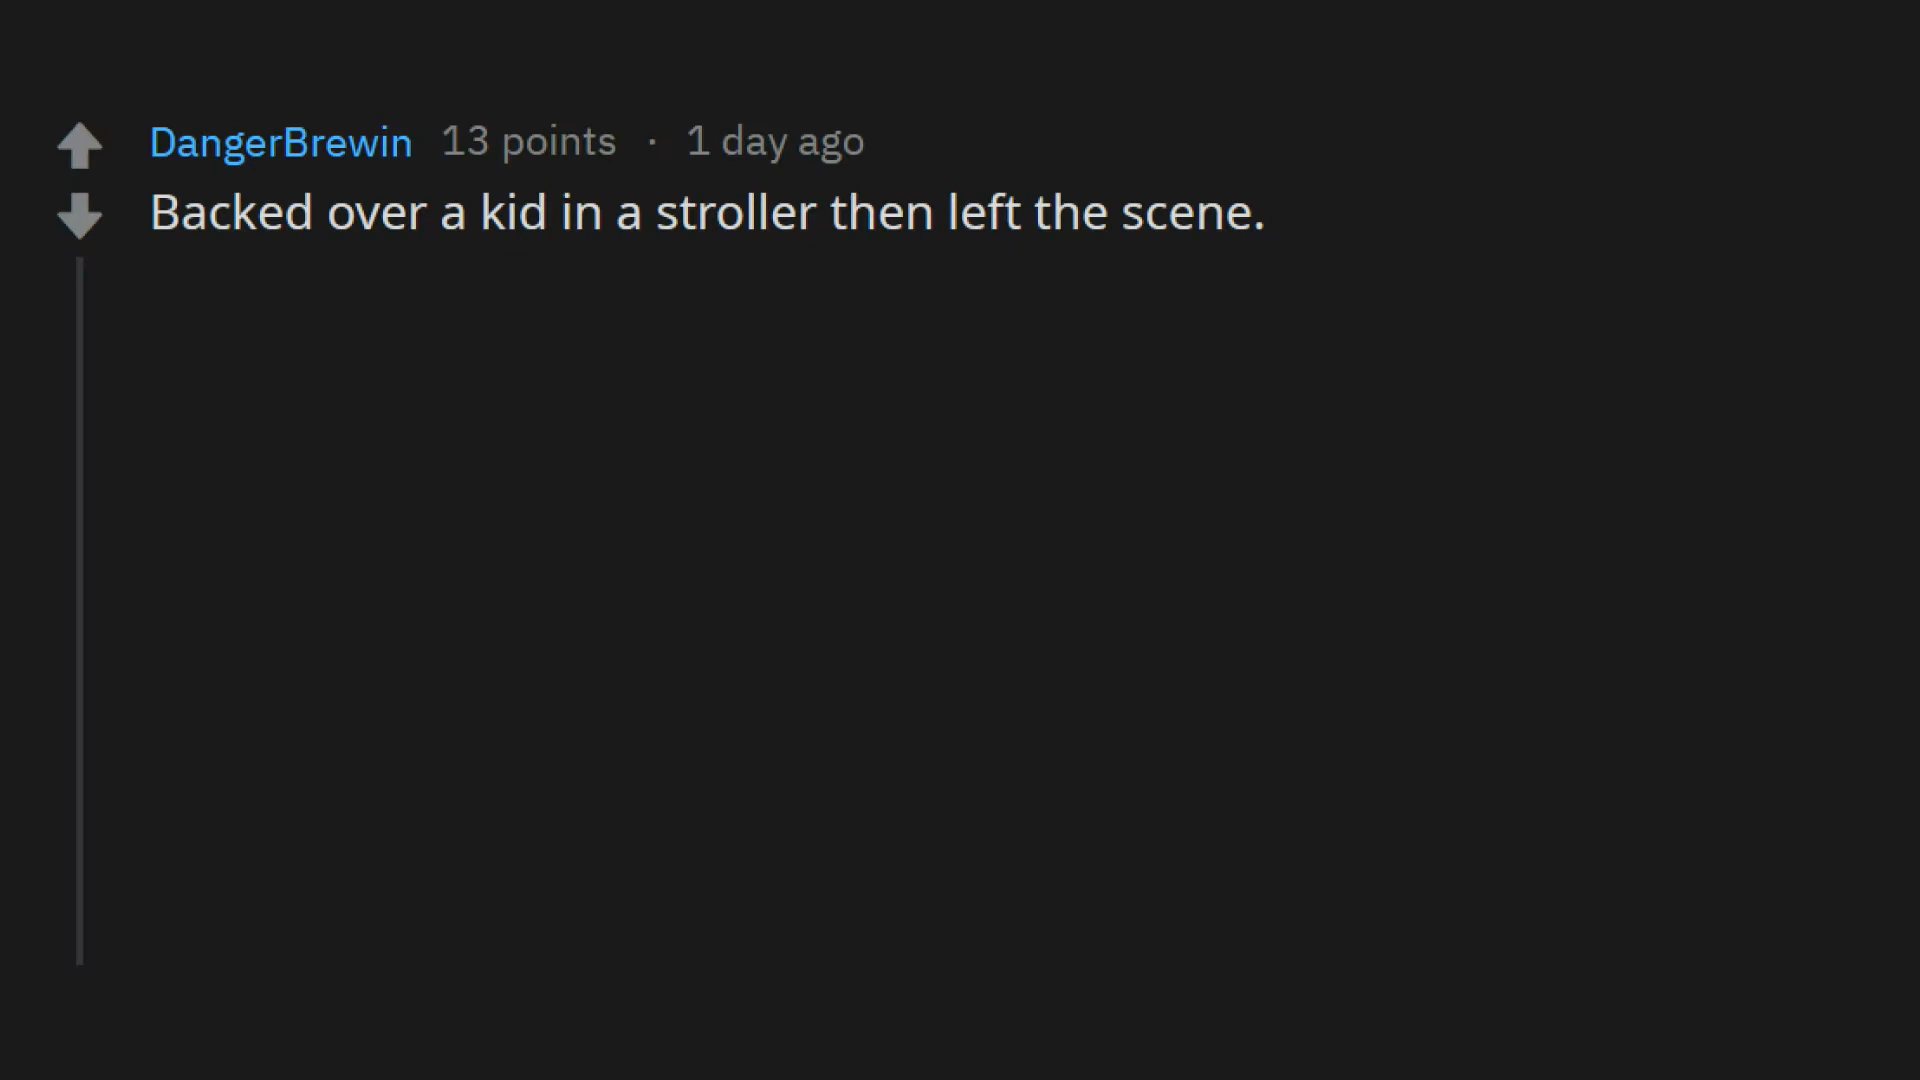 DangerBrewin 13 points · 1 day ago
Backed over a kid in a stroller then left the scene.